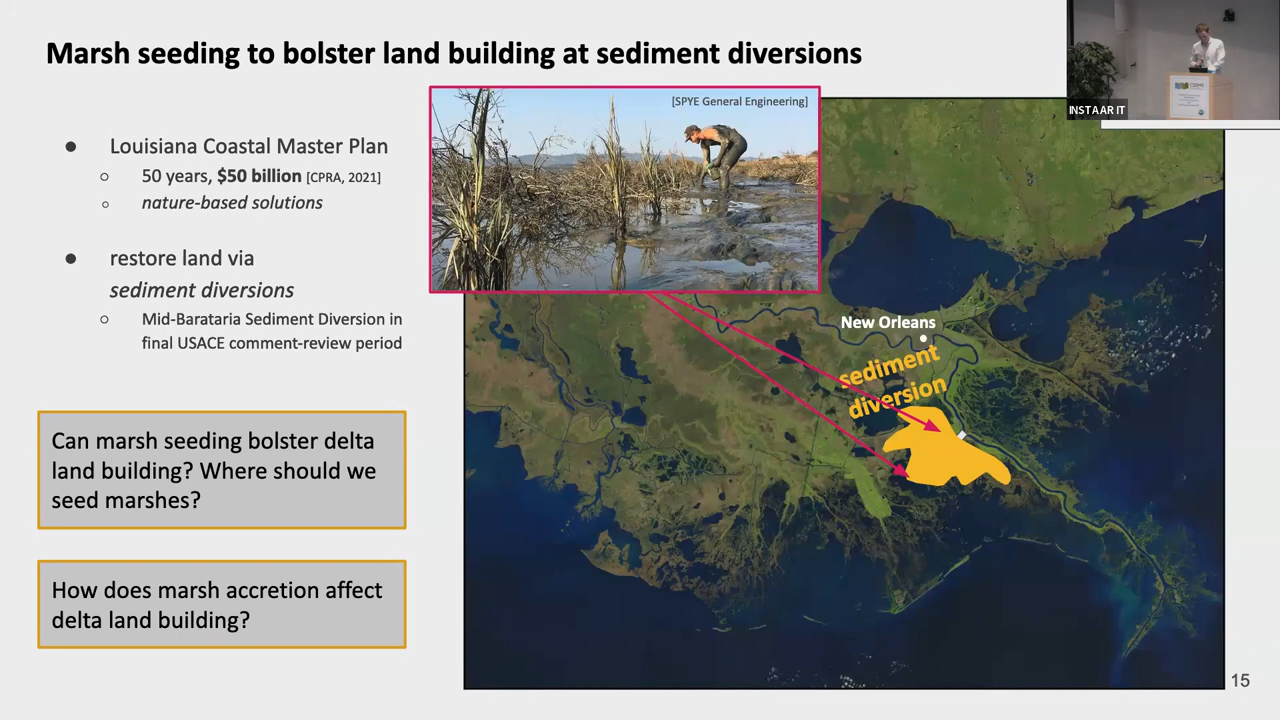 Marsh seeding to bolster land building at sediment diversions
INSTAAR IT
[SPYE General Engineering]
● Louisiana Coastal Master Plan
○ 50 years, $50 billion [CPRA, 2021]
○ nature-based solutions
● restore land via
sediment diversions
○ Mid-Barataria Sediment Diversion in
final USACE comment-review period
New Orleans
sediment
diversion
Can marsh seeding bolster delta
land building? Where should we
seed marshes?
How does marsh accretion affect
delta land building?
15